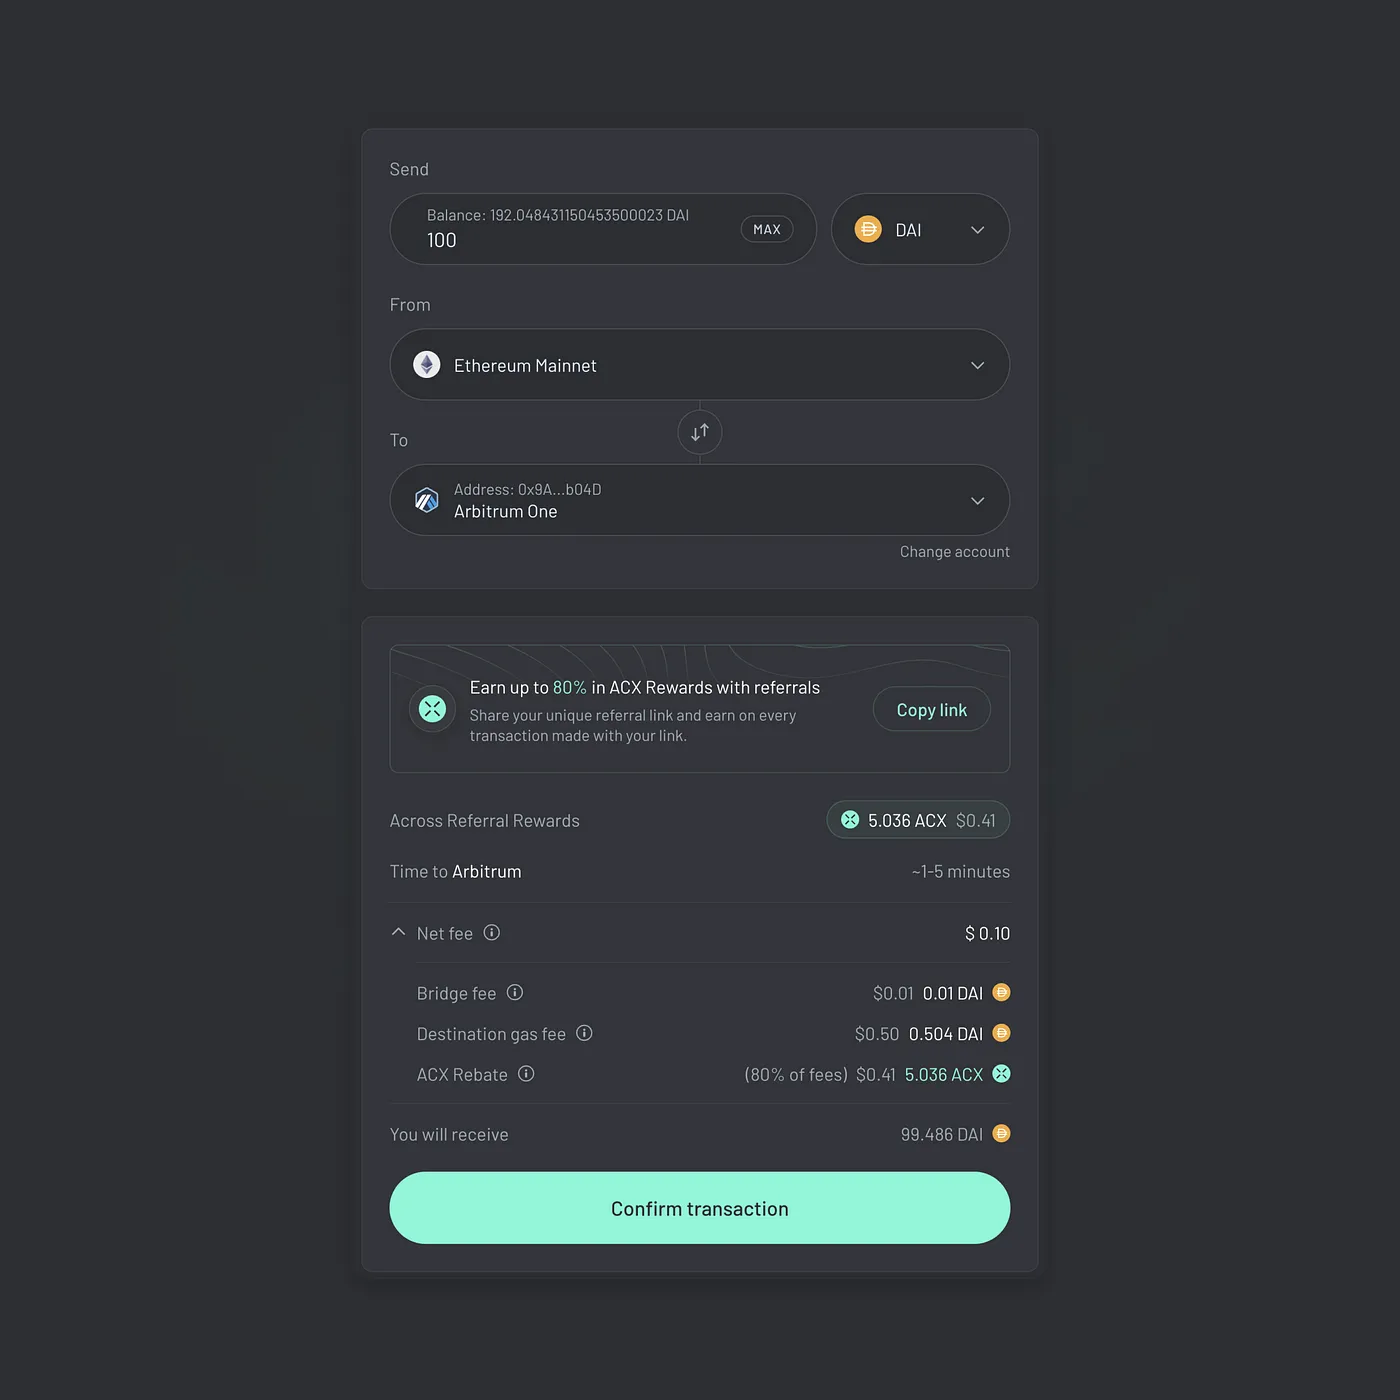 Send
Balance: 192.048431150453500023 DAI
100
MAX
DAI
From
Ethereum Mainnet
To
Address: 0x9A...b04D
Arbitrum One
Change account
Earn up to 80% in ACX Rewards with referrals
Share your unique referral link and earn on every
transaction made with your link.
Copy link
Across Referral Rewards 5.036 ACX $0.41
Time to Arbitrum ~1-5 minutes
Net fee $ 0.10
Bridge fee $0.01 0.01 DAI
Destination gas fee $0.50 0.504 DAI
ACX Rebate (80% of fees) $0.41 5.036 ACX
You will receive 99.486 DAI
Confirm transaction